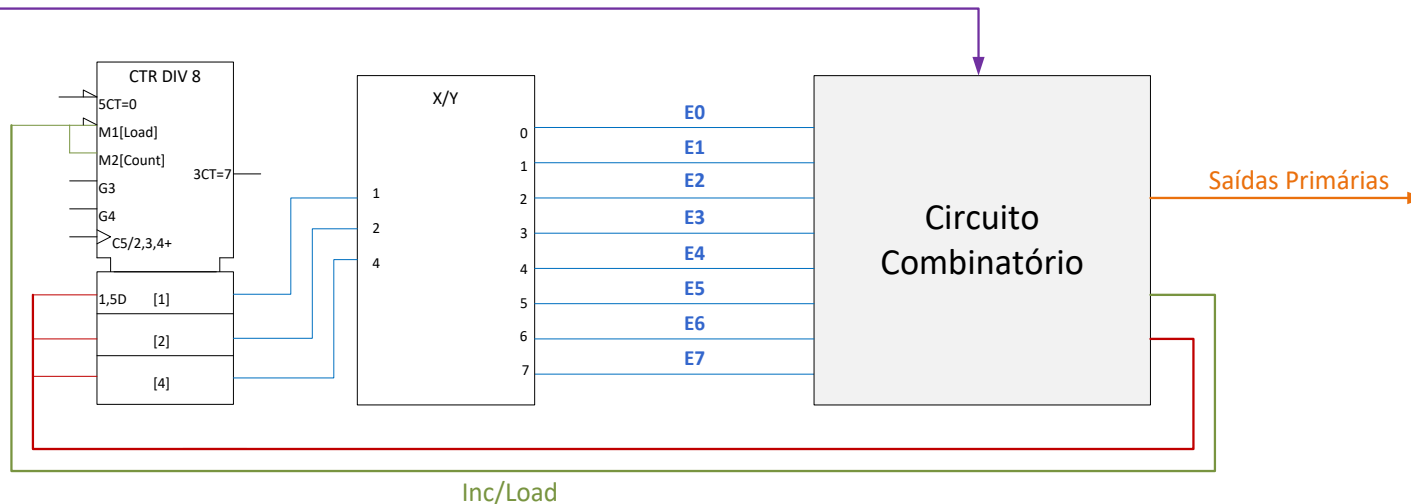 CTR DIV 8
5CT=0
M1[Load]
M2[Count]
3CT=7
G3
G4
C5/2,3,4+
1,5D [1]
[2]
[4]
X/Y
1
2
4
0
1
2
3
4
5
6
7
E0
E1
E2
E3
E4
E5
E6
E7
Circuito
Combinatório
Saídas Primárias
Inc/Load